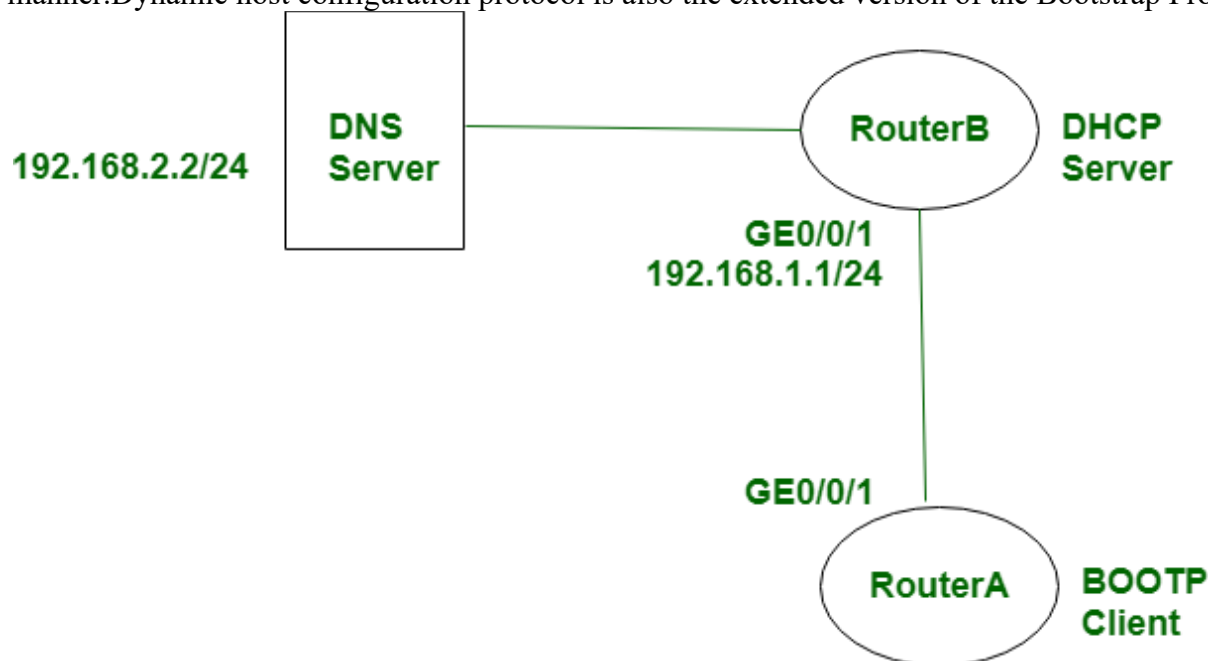 manner.Dynamic host configuration protocol is also the extended version of the Bootstrap
DNS
Server
192.168.2.2/24
RouterB
DHCP
Server
GE0/0/1
192.168.1.1/24
GE0/0/1
RouterA
BOOTP
Client